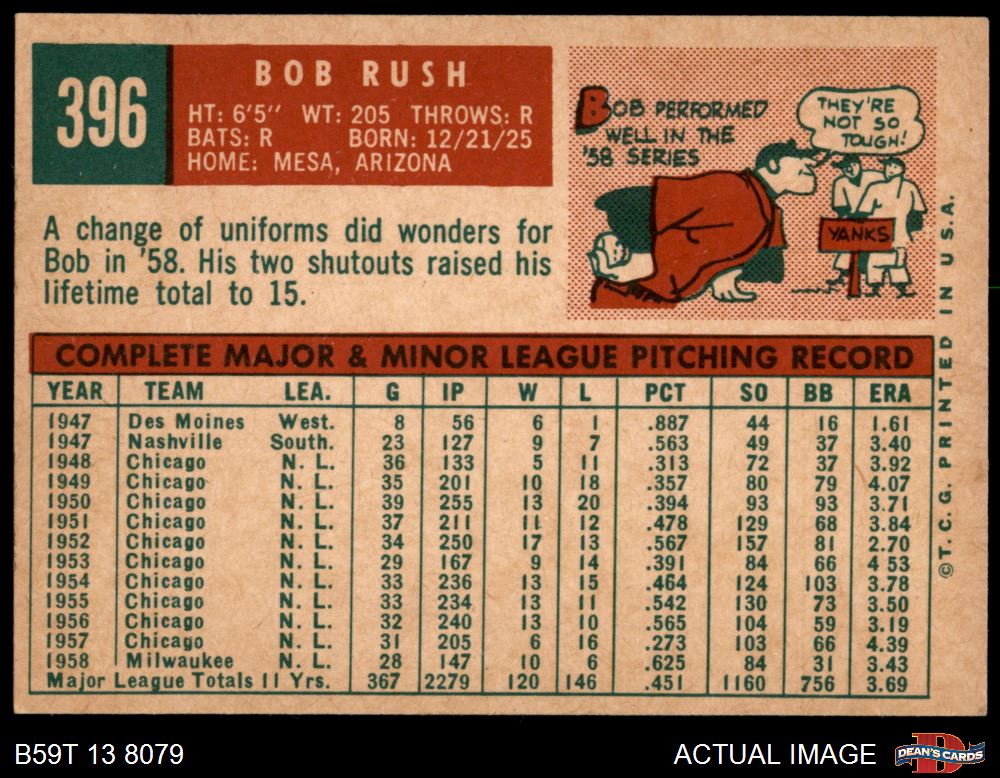 396
BOB RUSH
HT: 6'5" WT: 205 THROWS: R
BATS: R BORN: 12/21/25
HOME: MESA, ARIZONA
A change of uniforms did wonders for
Bob in '58. His two shutouts raised his
lifetime total to 15.
BOB PERFORMED
WELL IN THE
'58 SERIES
THEY'RE
NOT SO
TOUGH!
YANKS
COMPLETE MAJOR & MINOR LEAGUE PITCHING RECORD
YEAR TEAM LEA. G IP W L PCT SO BB ERA
1947 Des Moines West. 8 56 6 1 .887 44 16 1.61
1947 Nashville South. 23 127 9 7 .563 49 37 3.40
1948 Chicago N. L. 36 133 5 11 .313 72 37 3.92
1949 Chicago N. L. 35 201 10 18 .357 80 79 4.07
1950 Chicago N. L. 39 255 13 20 .394 93 93 3.71
1951 Chicago N. L. 37 211 11 12 .478 129 68 3.84
1952 Chicago N. L. 34 250 17 13 .567 157 81 2.70
1953 Chicago N. L. 29 167 9 14 .391 84 66 4.53
1954 Chicago N. L. 33 236 13 15 .464 124 103 3.78
1955 Chicago N. L. 33 234 13 11 .542 130 73 3.50
1956 Chicago N. L. 32 240 13 10 .565 104 59 3.19
1957 Chicago N. L. 31 205 6 16 .273 103 66 4.39
1958 Milwaukee N. L. 28 147 10 6 .625 84 31 3.43
Major League Totals 11 Yrs. 367 2279 120 146 .451 1160 756 3.69
©T. C. G. PRINTED IN U.S.A.
B59T 13 8079
ACTUAL IMAGE
DEAN'S CARDS